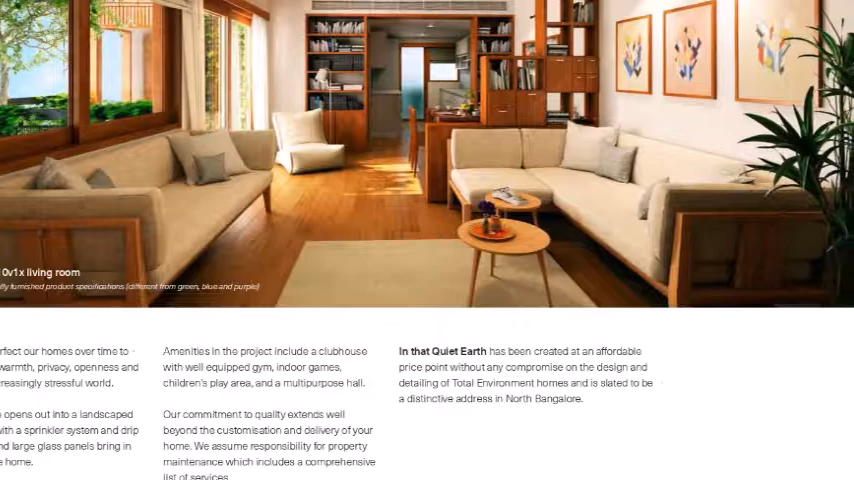 0v1x living room
furnished product specifications (different from green, blue and purple)
our homes over time to
warmth, privacy, openness and
stressful world.
opens out into a landscaped
with a sprinkler system and drip
large glass panels bring in
home.
Amenities in the project include a clubhouse
with well equipped gym, indoor games,
children's play area, and a multipurpose hall.
Our commitment to quality extends well
beyond the customisation and delivery of your
home. We assume responsibility for property
maintenance which includes a comprehensive
list of services
In that Quiet Earth has been created at an affordable
price point without any compromise on the design and
detailing of Total Environment homes and is slated to be
a distinctive address in North Bangalore.